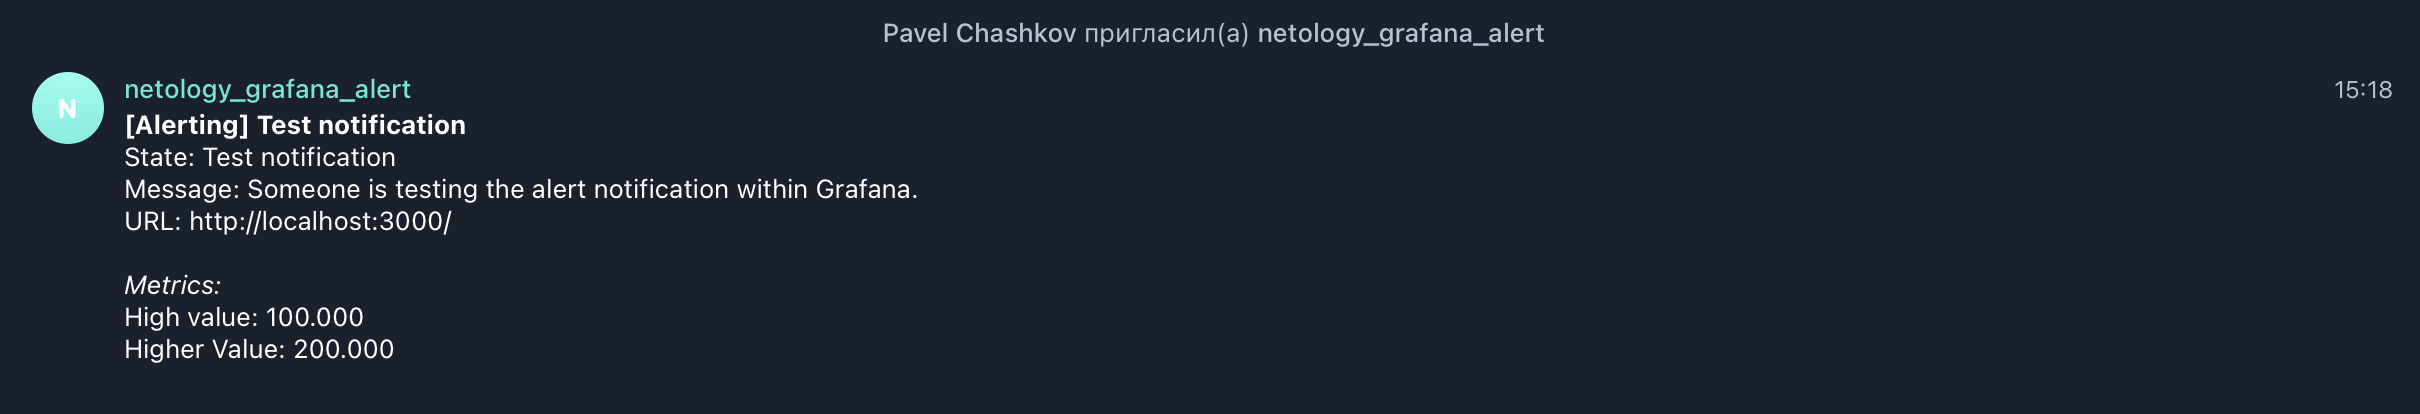 Pavel Chashkov пригласил(а) netology_grafana_alert
N
netology_grafana_alert
15:18
[Alerting] Test notification
State: Test notification
Message: Someone is testing the alert notification within Grafana.
URL: http://localhost:3000/
Metrics:
High value: 100.000
Higher Value: 200.000